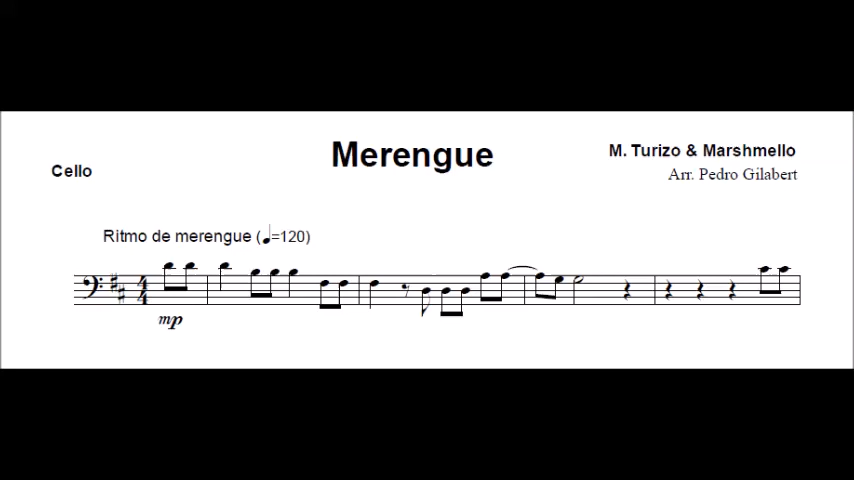 Merengue
M. Turizo & Marshmello
Cello
Arr. Pedro Gilabert
Ritmo de merengue (♩=120)
mp